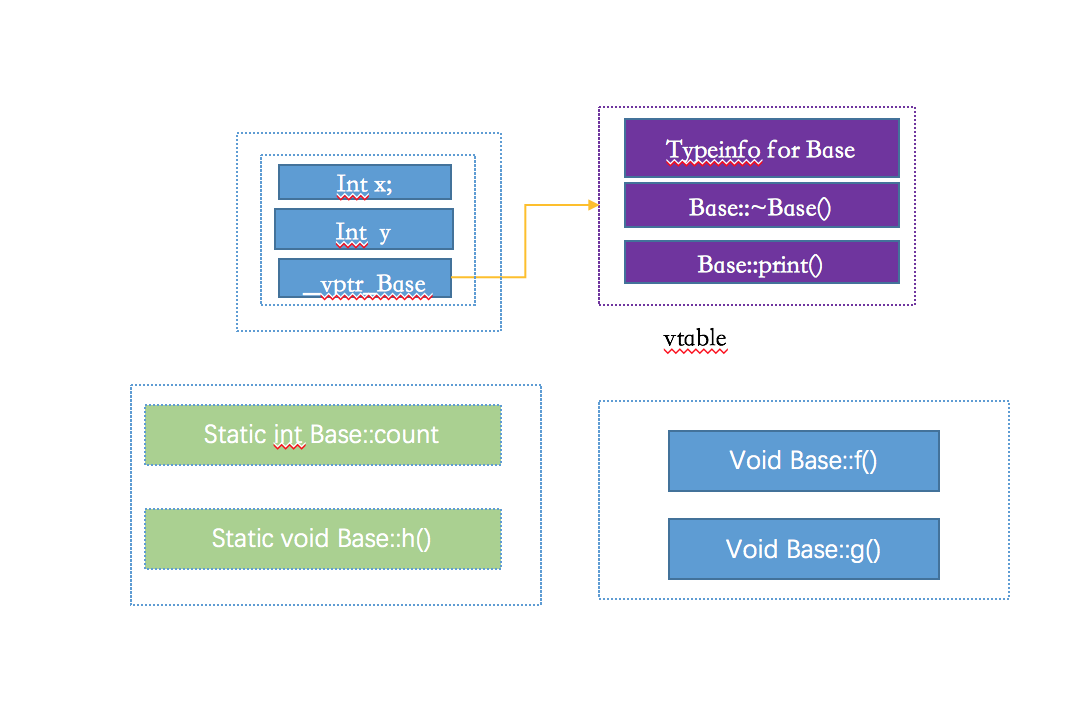 Int x;
Int y
__vptr_Base
Typeinfo for Base
Base::~Base()
Base::print()
vtable
Static int Base::count
Static void Base::h()
Void Base::f()
Void Base::g()